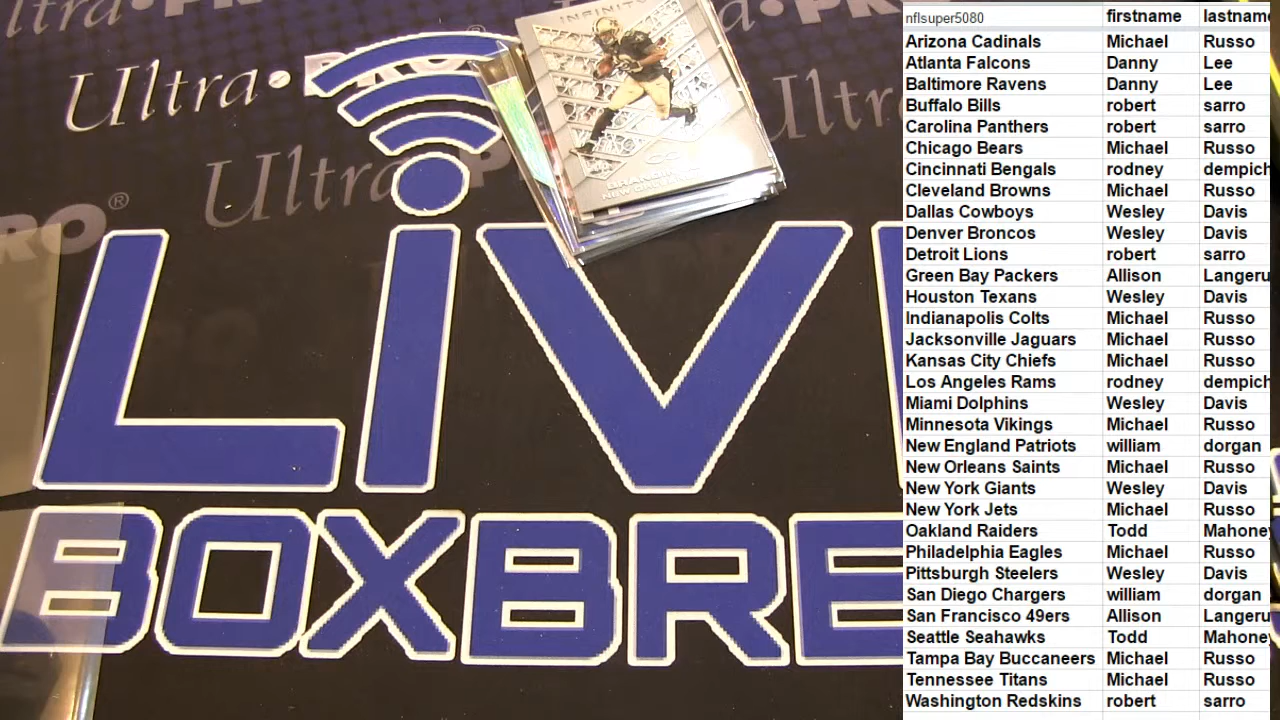 Ultra PRO
Ultra PRO
Ultra
PRO®
INFINITY
NEW
LIV
BOXBRE
nflsuper5080 firstname lastname
Arizona Cadinals Michael Russo
Atlanta Falcons Danny Lee
Baltimore Ravens Danny Lee
Buffalo Bills robert sarro
Carolina Panthers robert sarro
Chicago Bears Michael Russo
Cincinnati Bengals rodney dempich
Cleveland Browns Michael Russo
Dallas Cowboys Wesley Davis
Denver Broncos Wesley Davis
Detroit Lions robert sarro
Green Bay Packers Allison Langeru
Houston Texans Wesley Davis
Indianapolis Colts Michael Russo
Jacksonville Jaguars Michael Russo
Kansas City Chiefs Michael Russo
Los Angeles Rams rodney dempich
Miami Dolphins Wesley Davis
Minnesota Vikings Michael Russo
New England Patriots william dorgan
New Orleans Saints Michael Russo
New York Giants Wesley Davis
New York Jets Michael Russo
Oakland Raiders Todd Mahoney
Philadelphia Eagles Michael Russo
Pittsburgh Steelers Wesley Davis
San Diego Chargers william dorgan
San Francisco 49ers Allison Langeru
Seattle Seahawks Todd Mahoney
Tampa Bay Buccaneers Michael Russo
Tennessee Titans Michael Russo
Washington Redskins robert sarro